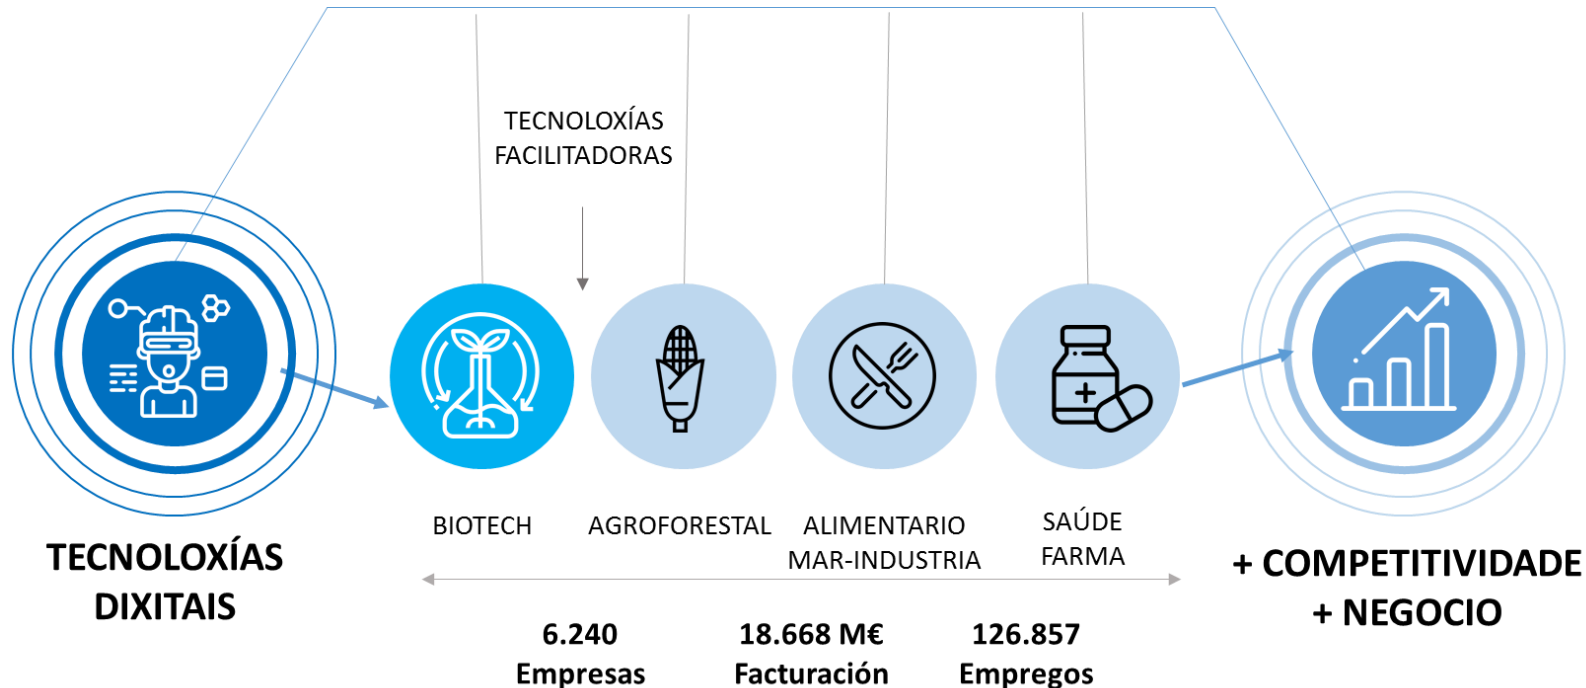 TECNOLOXÍAS
FACILITADORAS
TECNOLOXÍAS
DIXITAIS
BIOTECH
AGROFORESTAL
ALIMENTARIO
MAR-INDUSTRIA
SAÚDE
FARMA
+ COMPETITIVIDADE
+ NEGOCIO
6.240
Empresas
18.668 M€
Facturación
126.857
Empregos